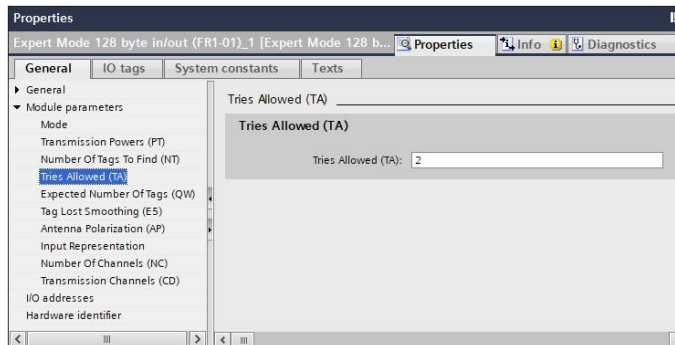 Properties
Expert Mode 128 byte in/out (FR1-01)_1 [Expert Mode 128 b... Properties Info Diagnostics
General IO tags System constants Texts
General
Module parameters
Mode
Transmission Powers (PT)
Number Of Tags To Find (NT)
Tries Allowed (TA)
Expected Number Of Tags (QW)
Tag Lost Smoothing (E5)
Antenna Polarization (AP)
Input Representation
Number Of Channels (NC)
Transmission Channels (CD)
I/O addresses
Hardware identifier
Tries Allowed (TA)
Tries Allowed (TA)
Tries Allowed (TA): 2